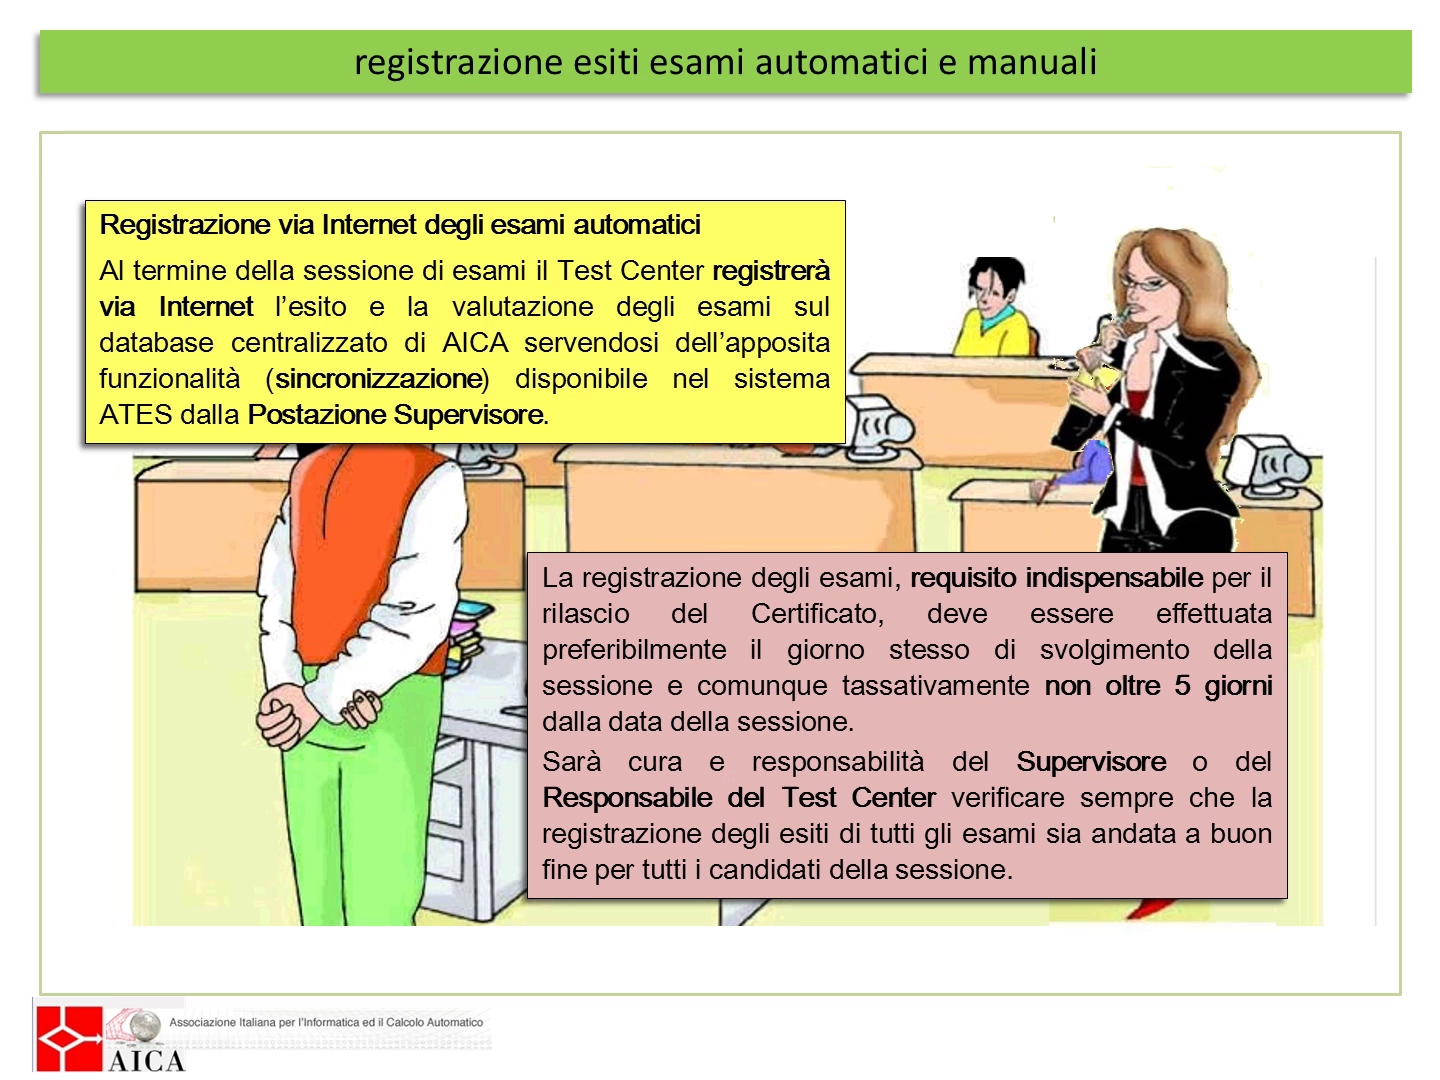 registrazione esiti esami automatici e manuali
Registrazione via Internet degli esami automatici
Al termine della sessione di esami il Test Center registrerà
via Internet l’esito e la valutazione degli esami sul
database centralizzato di AICA servendosi dell’apposita
funzionalità (sincronizzazione) disponibile nel sistema
ATES dalla Postazione Supervisore.
La registrazione degli esami, requisito indispensabile per il
rilascio del Certificato, deve essere effettuata
preferibilmente il giorno stesso di svolgimento della
sessione e comunque tassativamente non oltre 5 giorni
dalla data della sessione.
Sarà cura e responsabilità del Supervisore o del
Responsabile del Test Center verificare sempre che la
registrazione degli esiti di tutti gli esami sia andata a buon
fine per tutti i candidati della sessione.
Associazione Italiana per l'Informatica ed il Calcolo Automatico
AICA